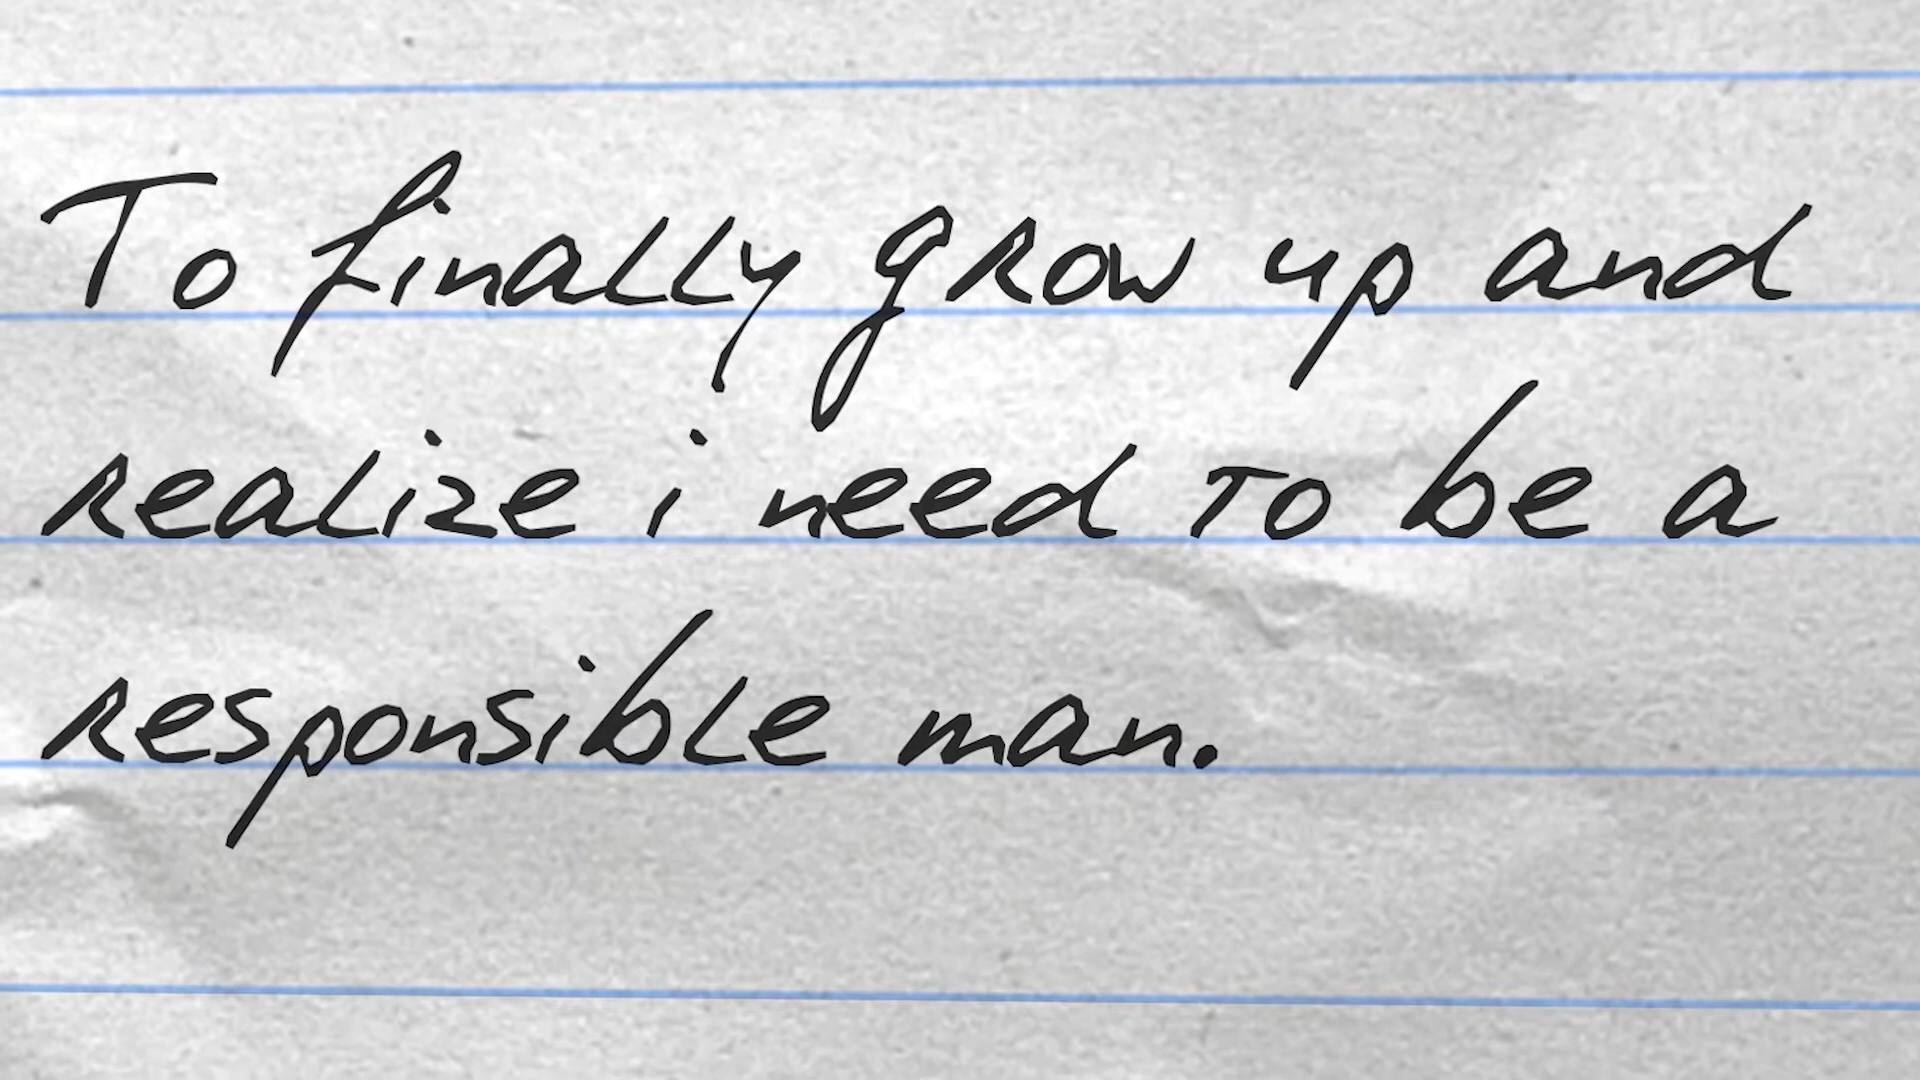 To finally grow up and
realize i need to be a
responsible man.